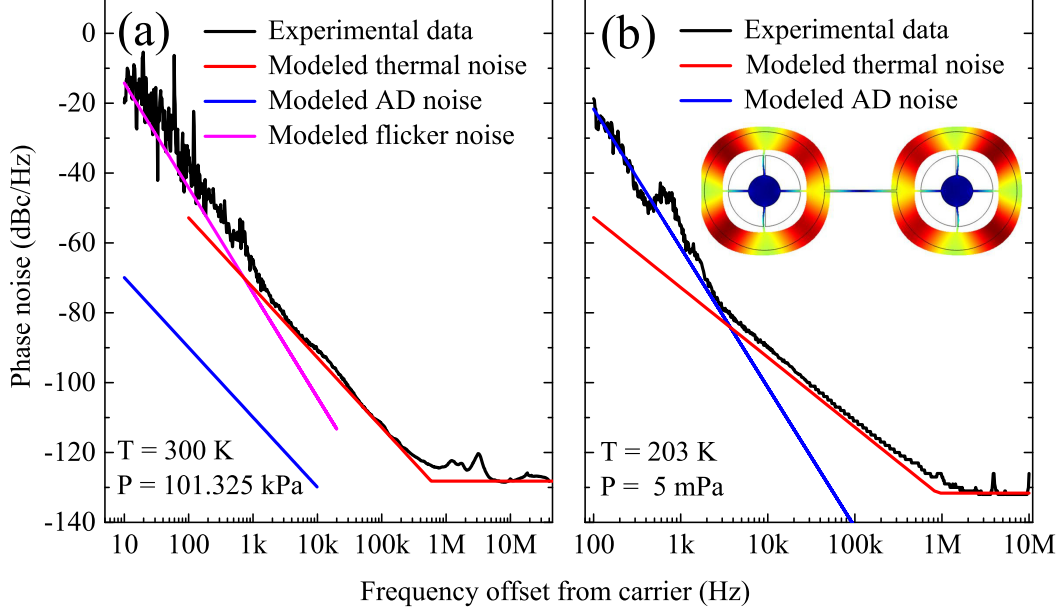 (a)
Experimental data
Modeled thermal noise
Modeled AD noise
Modeled flicker noise
T = 300 K
P = 101.325 kPa
(b)
Experimental data
Modeled thermal noise
Modeled AD noise
T = 203 K
P = 5 mPa
Phase noise (dBc/Hz)
0
-20
-40
-60
-80
-100
-120
-140
10 100 1k 10k 100k 1M 10M
100 1k 10k 100k 1M 10M
Frequency offset from carrier (Hz)